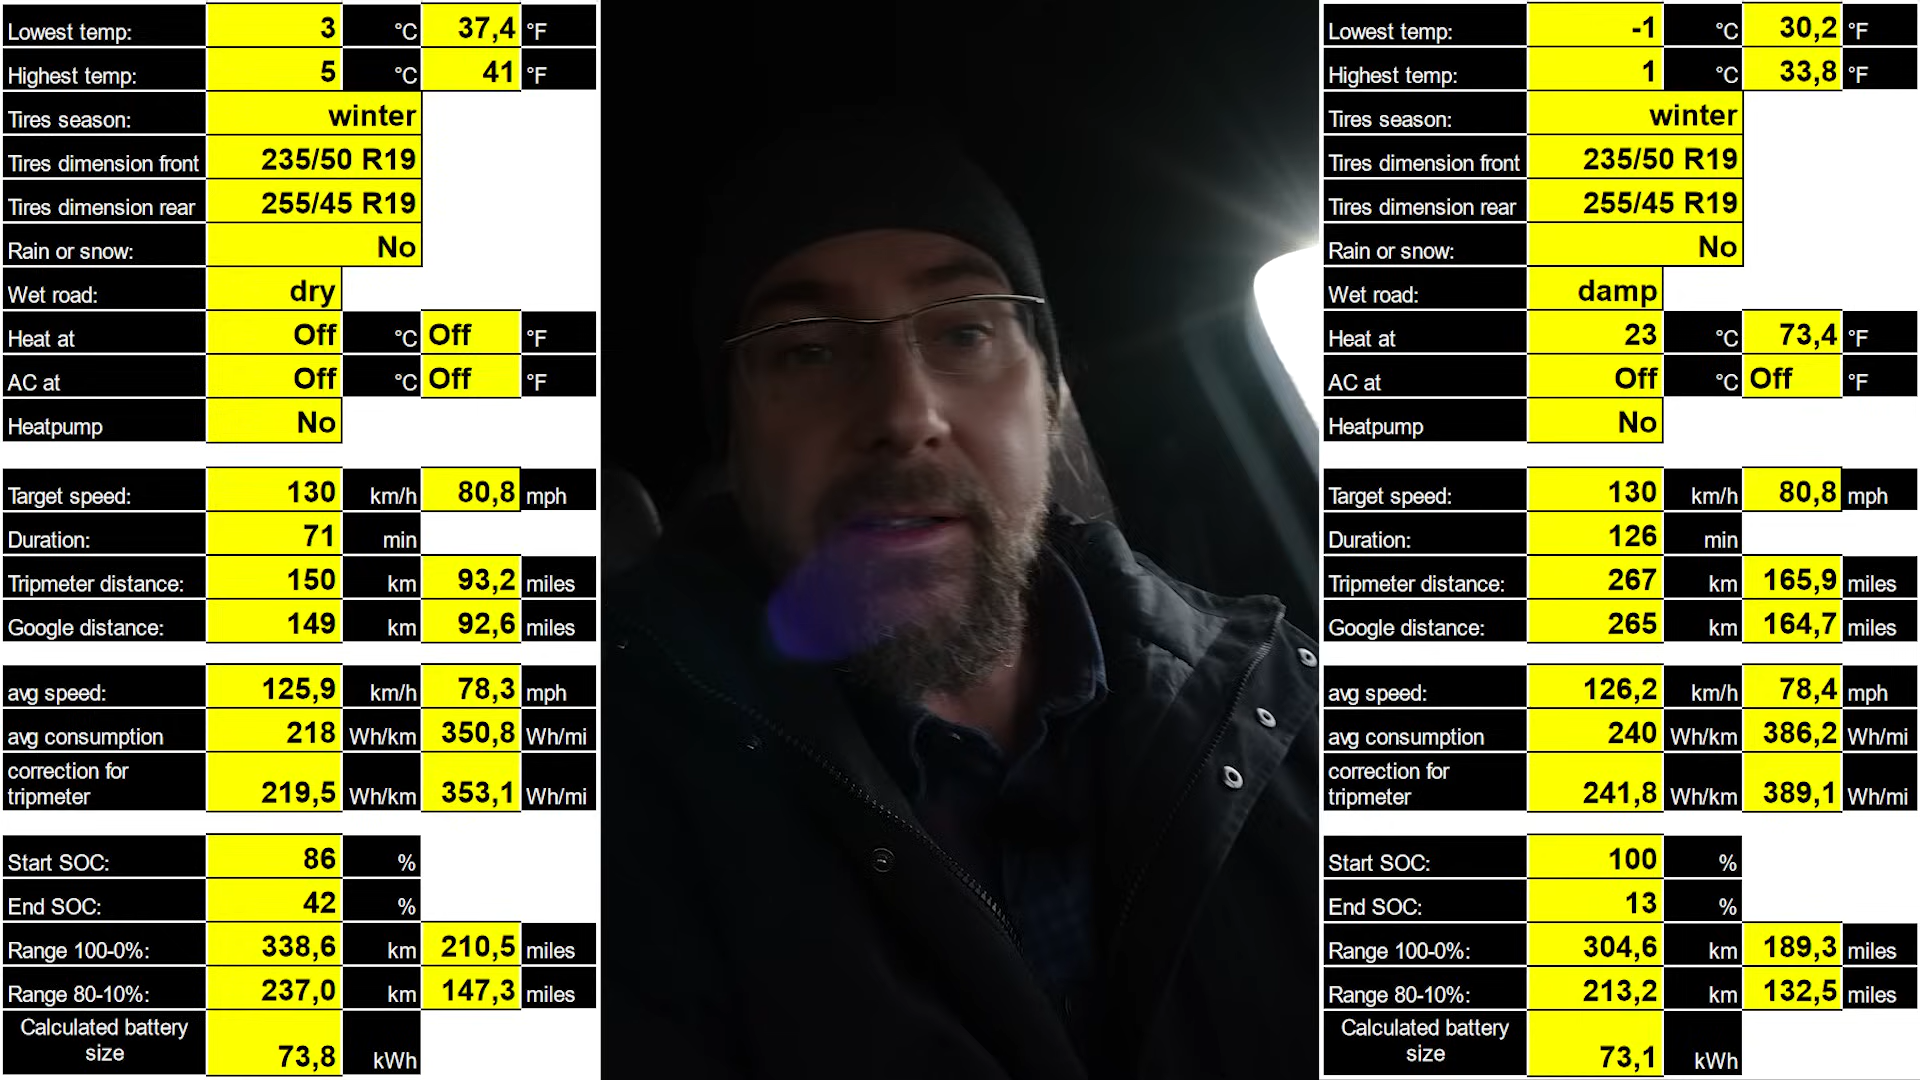 Lowest temp: 3 °C 37,4 °F
Highest temp: 5 °C 41 °F
Tires season: winter
Tires dimension front 235/50 R19
Tires dimension rear 255/45 R19
Rain or snow: No
Wet road: dry
Heat at Off °C Off °F
AC at Off °C Off °F
Heatpump No
Target speed: 130 km/h 80,8 mph
Duration: 71 min
Tripmeter distance: 150 km 93,2 miles
Google distance: 149 km 92,6 miles
avg speed: 125,9 km/h 78,3 mph
avg consumption 218 Wh/km 350,8 Wh/mi
correction for
tripmeter 219,5 Wh/km 353,1 Wh/mi
Start SOC: 86 %
End SOC: 42 %
Range 100-0%: 338,6 km 210,5 miles
Range 80-10%: 237,0 km 147,3 miles
Calculated battery
size 73,8 kWh
Lowest temp: -1 °C 30,2 °F
Highest temp: 1 °C 33,8 °F
Tires season: winter
Tires dimension front 235/50 R19
Tires dimension rear 255/45 R19
Rain or snow: No
Wet road: damp
Heat at 23 °C 73,4 °F
AC at Off °C Off °F
Heatpump No
Target speed: 130 km/h 80,8 mph
Duration: 126 min
Tripmeter distance: 267 km 165,9 miles
Google distance: 265 km 164,7 miles
avg speed: 126,2 km/h 78,4 mph
avg consumption 240 Wh/km 386,2 Wh/mi
correction for
tripmeter 241,8 Wh/km 389,1 Wh/mi
Start SOC: 100 %
End SOC: 13 %
Range 100-0%: 304,6 km 189,3 miles
Range 80-10%: 213,2 km 132,5 miles
Calculated battery
size 73,1 kWh